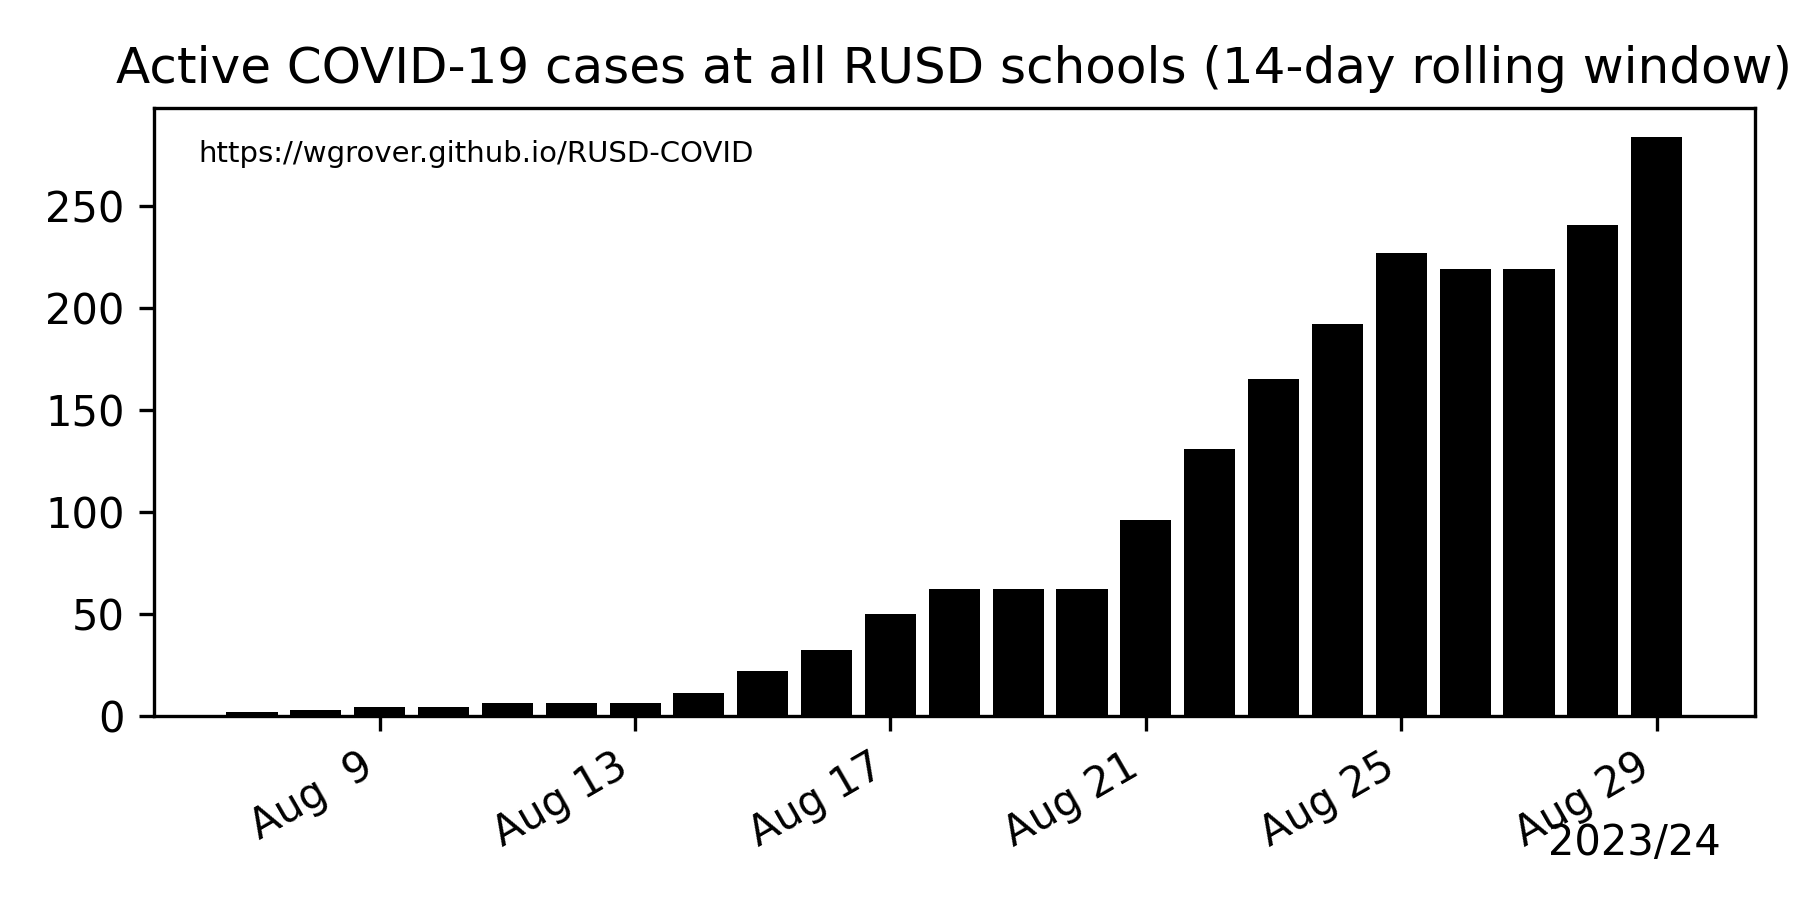 Active COVID-19 cases at all RUSD schools (14-day rolling window)
https://wgrover.github.io/RUSD-COVID
250
200
150
100
50
0
Aug 9
Aug 13
Aug 17
Aug 21
Aug 25
Aug 29
2023/24